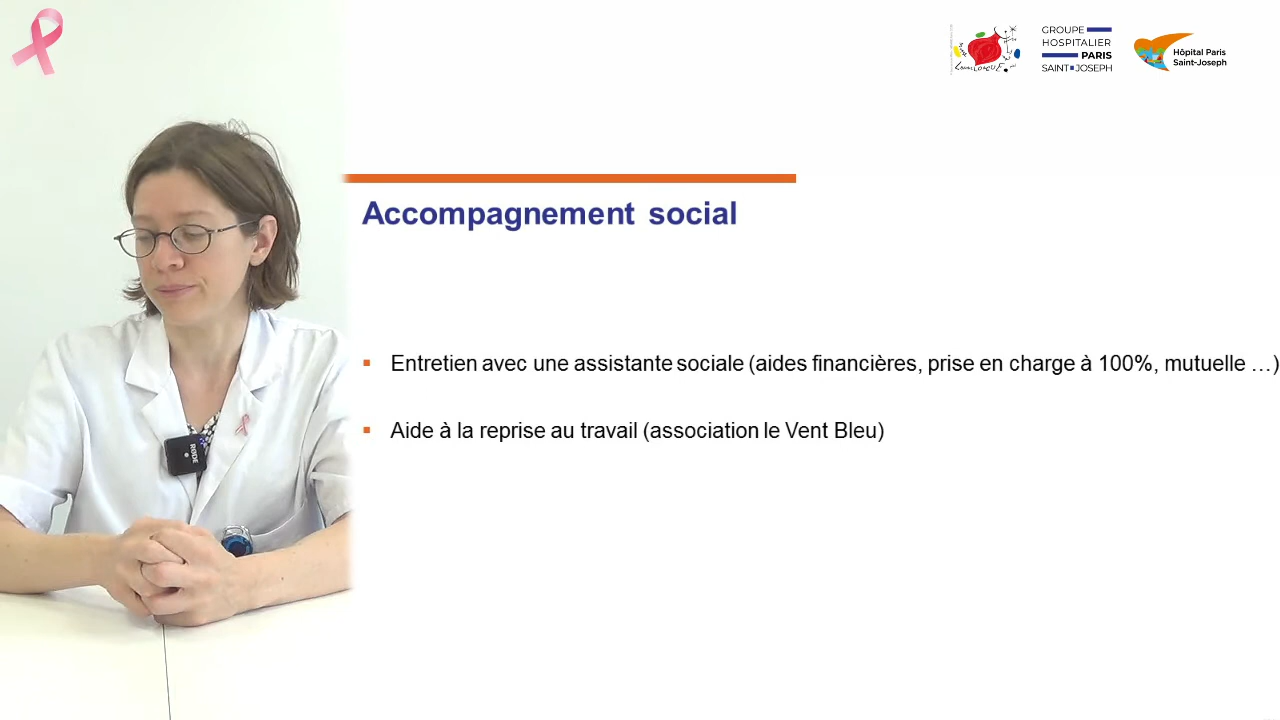 GROUPE
HOSPITALIER
PARIS
SAINT JOSEPH
Hôpital Paris
Saint-Joseph
Accompagnement social
Entretien avec une assistante sociale (aides financières, prise en charge à 100%, mutuelle …)
Aide à la reprise au travail (association le Vent Bleu)
RØDE